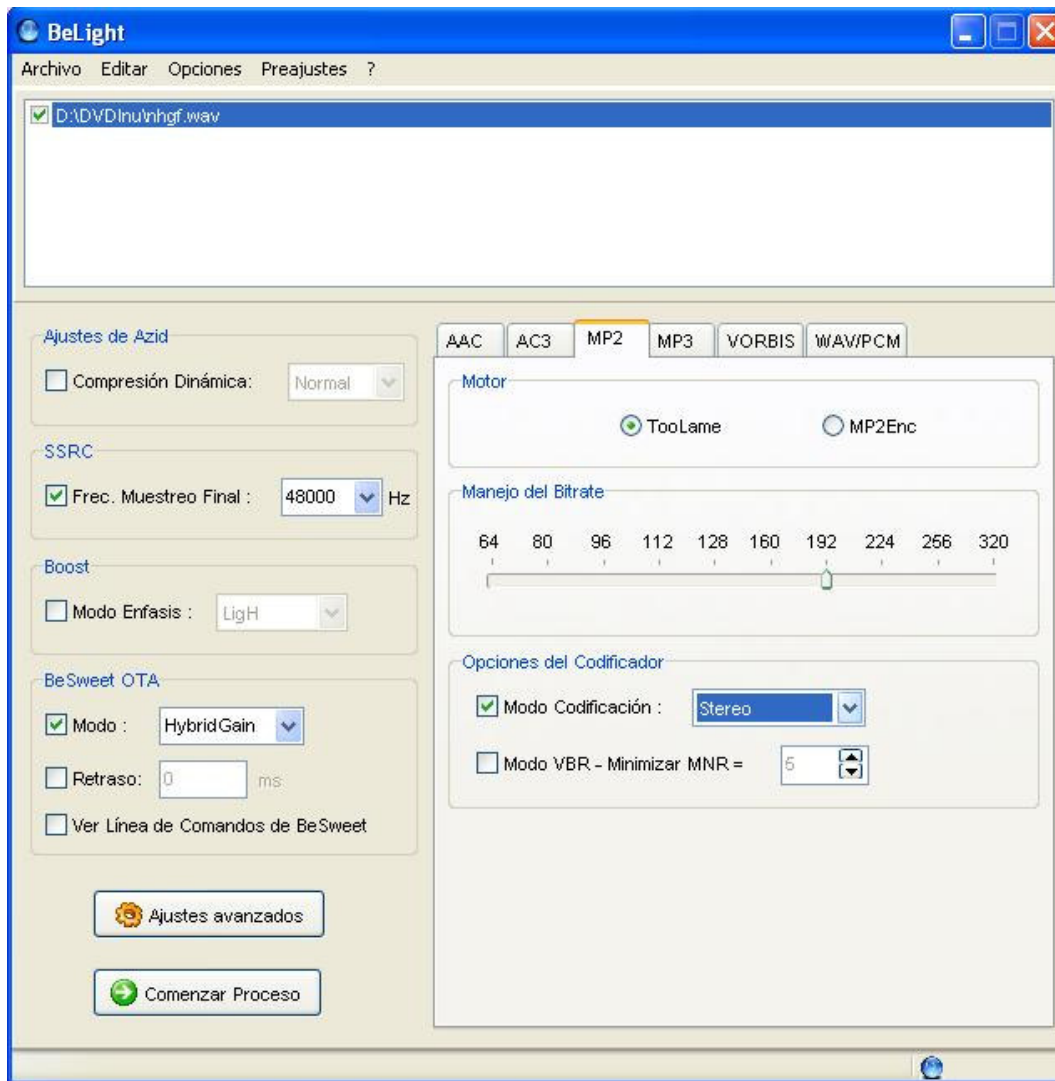 BeLight
Archivo Editar Opciones Preajustes ?
D:\DVDInu\nhgf.wav
Ajustes de Azid
Compresión Dinámica: Normal
SSRC
Frec. Muestreo Final : 48000 Hz
Boost
Modo Enfasis : LigH
BeSweet OTA
Modo : HybridGain
Retraso: 0 ms
Ver Línea de Comandos de BeSweet
Ajustes avanzados
Comenzar Proceso
AAC AC3 MP2 MP3 VORBIS WAV/PCM
Motor
TooLame MP2Enc
Manejo del Bitrate
64 80 96 112 128 160 192 224 256 320
Opciones del Codificador
Modo Codificación : Stereo
Modo VBR - Minimizar MNR = 5